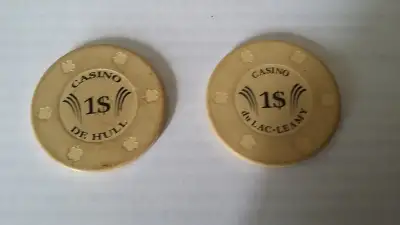 CASINO
1$
DE HULL
CASINO
1$
du LAC-LEAMY